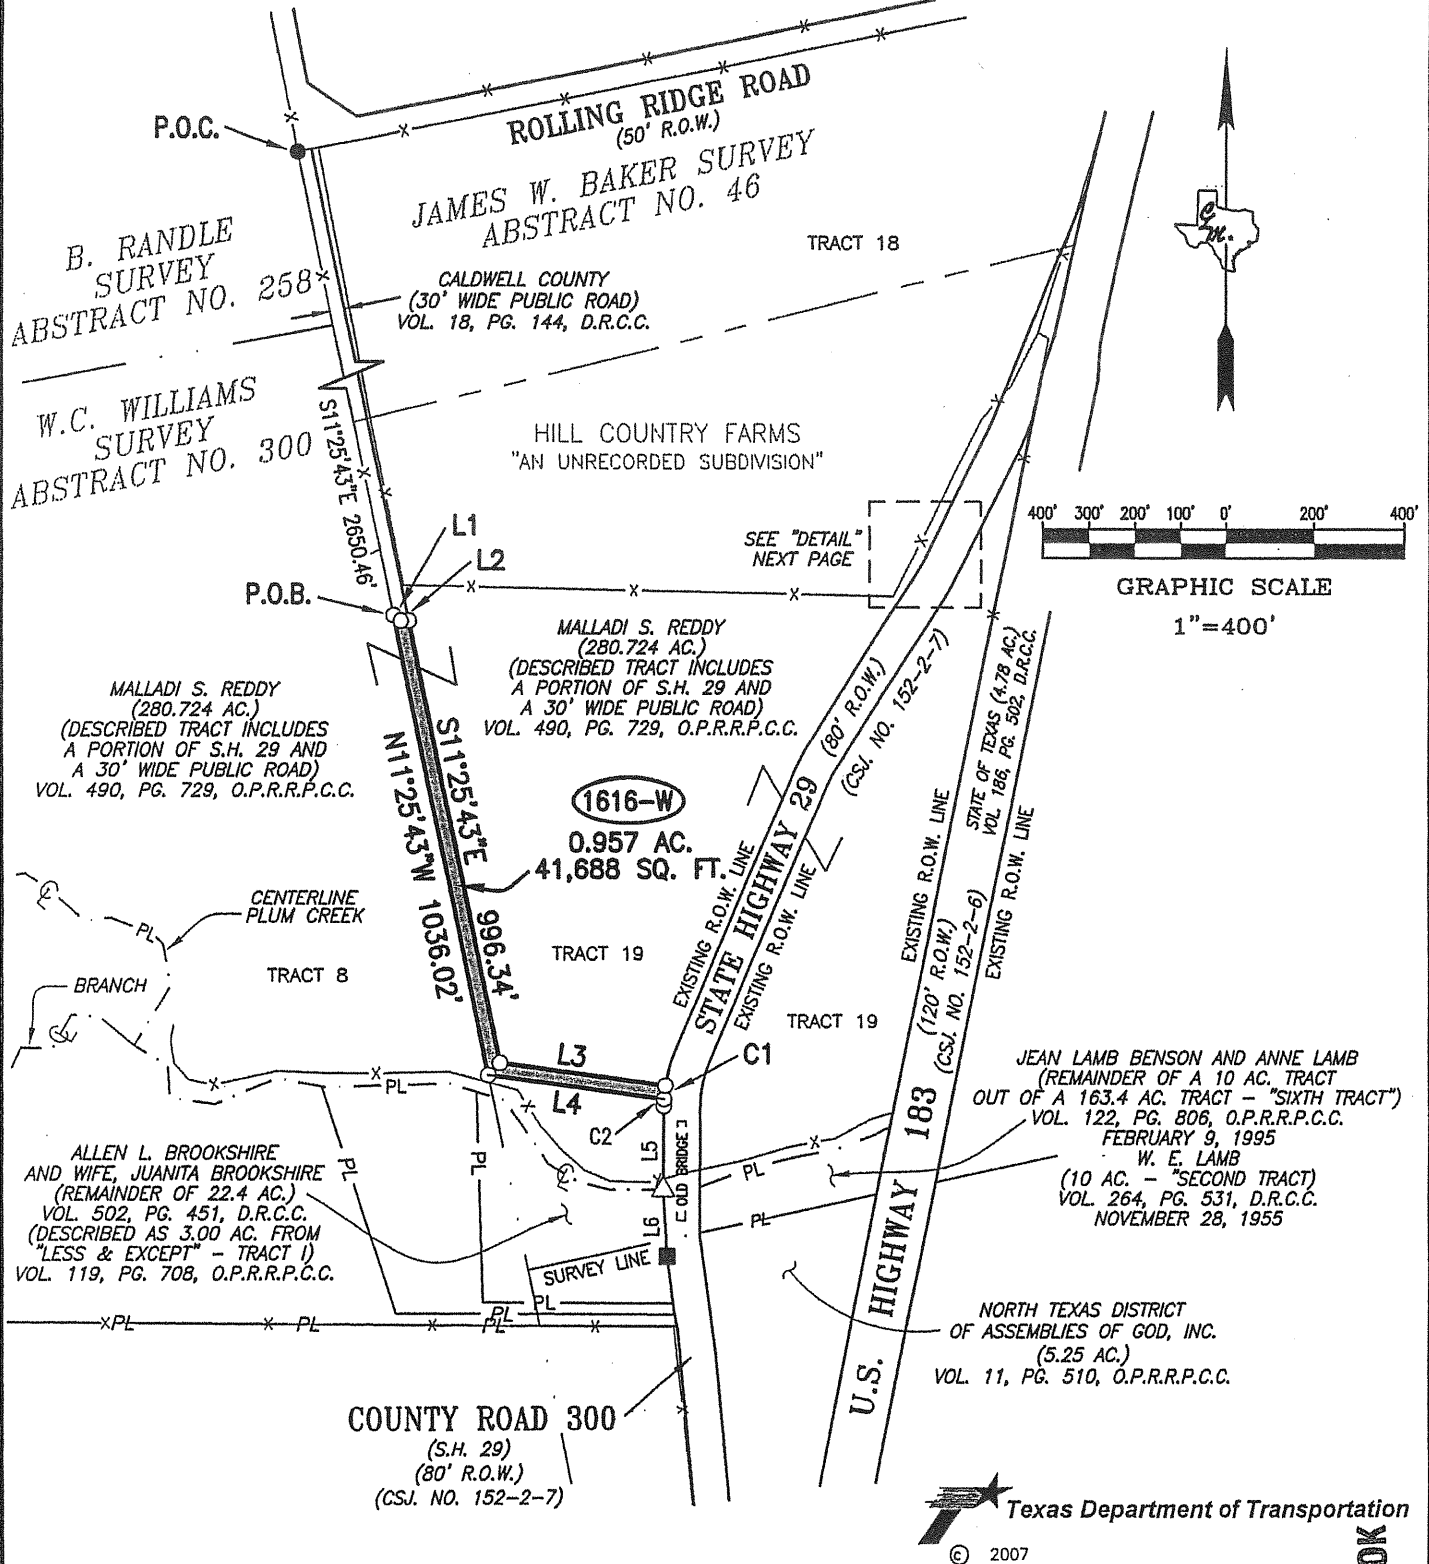 P.O.C.
ROLLING RIDGE ROAD
(50' R.O.W.)
JAMES W. BAKER SURVEY
ABSTRACT NO. 46
B. RANDLE
SURVEY
ABSTRACT NO. 258
TRACT 18
CALDWELL COUNTY
(30' WIDE PUBLIC ROAD)
VOL. 18, PG. 144, D.R.C.C.
W.C. WILLIAMS
SURVEY
ABSTRACT NO. 300
S11°25'43"E 2650.46'
HILL COUNTRY FARMS
"AN UNRECORDED SUBDIVISION"
L1
L2
P.O.B.
SEE "DETAIL"
NEXT PAGE
400' 300' 200' 100' 0' 200' 400'
GRAPHIC SCALE
1"=400'
MALLADI S. REDDY
(280.724 AC.)
(DESCRIBED TRACT INCLUDES
A PORTION OF S.H. 29 AND
A 30' WIDE PUBLIC ROAD)
VOL. 490, PG. 729, O.P.R.R.P.C.C.
MALLADI S. REDDY
(280.724 AC.)
(DESCRIBED TRACT INCLUDES
A PORTION OF S.H. 29 AND
A 30' WIDE PUBLIC ROAD)
VOL. 490, PG. 729, O.P.R.R.P.C.C.
N11°25'43"W 1036.02'
S11°25'43"E 996.34'
1616-W
0.957 AC.
41,688 SQ. FT.
EXISTING R.O.W. LINE
STATE HIGHWAY 29
(80' R.O.W.)
(CSJ. NO. 152-2-7)
EXISTING R.O.W. LINE
EXISTING R.O.W. LINE
STATE OF TEXAS (4.78 AC.)
VOL. 186, PG. 502, D.R.C.C.
EXISTING R.O.W. LINE
U.S. HIGHWAY 183
(120' R.O.W.)
(CSJ. NO. 152-2-6)
CENTERLINE
PLUM CREEK
PL
BRANCH
TRACT 8
TRACT 19
TRACT 19
L3
L4
C1
C2
L5
L6
OLD BRIDGE
PL
PL
PL
PL
PL
JEAN LAMB BENSON AND ANNE LAMB
(REMAINDER OF A 10 AC. TRACT
OUT OF A 163.4 AC. TRACT - "SIXTH TRACT")
VOL. 122, PG. 806, O.P.R.R.P.C.C.
FEBRUARY 9, 1995
W. E. LAMB
(10 AC. - "SECOND TRACT")
VOL. 264, PG. 531, D.R.C.C.
NOVEMBER 28, 1955
ALLEN L. BROOKSHIRE
AND WIFE, JUANITA BROOKSHIRE
(REMAINDER OF 22.4 AC.)
VOL. 502, PG. 451, D.R.C.C.
(DESCRIBED AS 3.00 AC. FROM
"LESS & EXCEPT" - TRACT I)
VOL. 119, PG. 708, O.P.R.R.P.C.C.
SURVEY LINE
PL
PL
PL
PL
PL
NORTH TEXAS DISTRICT
OF ASSEMBLIES OF GOD, INC.
(5.25 AC.)
VOL. 11, PG. 510, O.P.R.R.P.C.C.
COUNTY ROAD 300
(S.H. 29)
(80' R.O.W.)
(CSJ. NO. 152-2-7)
Texas Department of Transportation
© 2007
OK